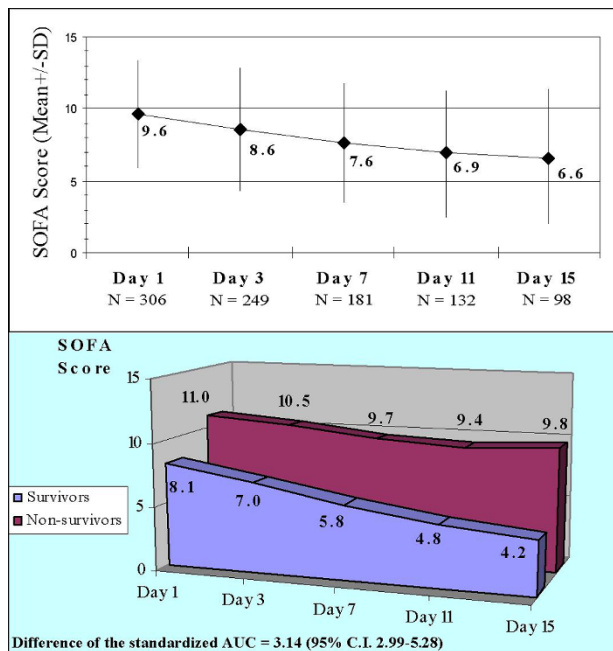 SOFA Score (Mean+/-SD)
15
10
5
0
9.6
8.6
7.6
6.9
6.6
Day 1 Day 3 Day 7 Day 11 Day 15
N = 306 N = 249 N = 181 N = 132 N = 98
SOFA
Score
15
10
5
0
11.0 10.5 9.7 9.4 9.8
8.1 7.0 5.8 4.8 4.2
Survivors
Non-survivors
Day 1 Day 3 Day 7 Day 11 Day 15
Difference of the standardized AUC = 3.14 (95% C.I. 2.99-5.28)